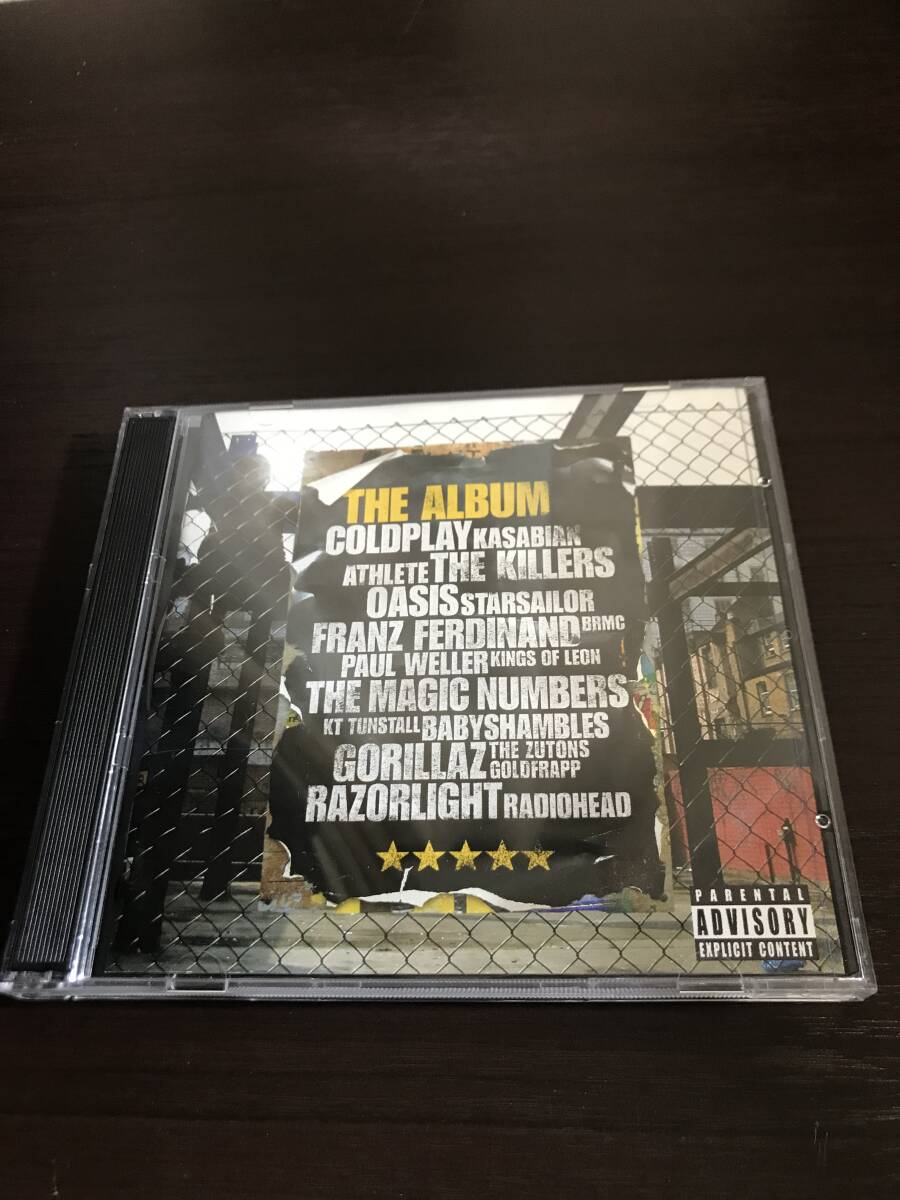 THE ALBUM
COLDPLAY KASABIAN
ATHLETE THE KILLERS
OASIS STARSAILOR
FRANZ FERDINAND BRMC
PAUL WELLER KINGS OF LEON
THE MAGIC NUMBERS
KT TUNSTALL BABYSHAMBLES
GORILLAZ THE ZUTONS
GOLDFRAPP
RAZORLIGHT RADIOHEAD
PARENTAL
ADVISORY
EXPLICIT CONTENT